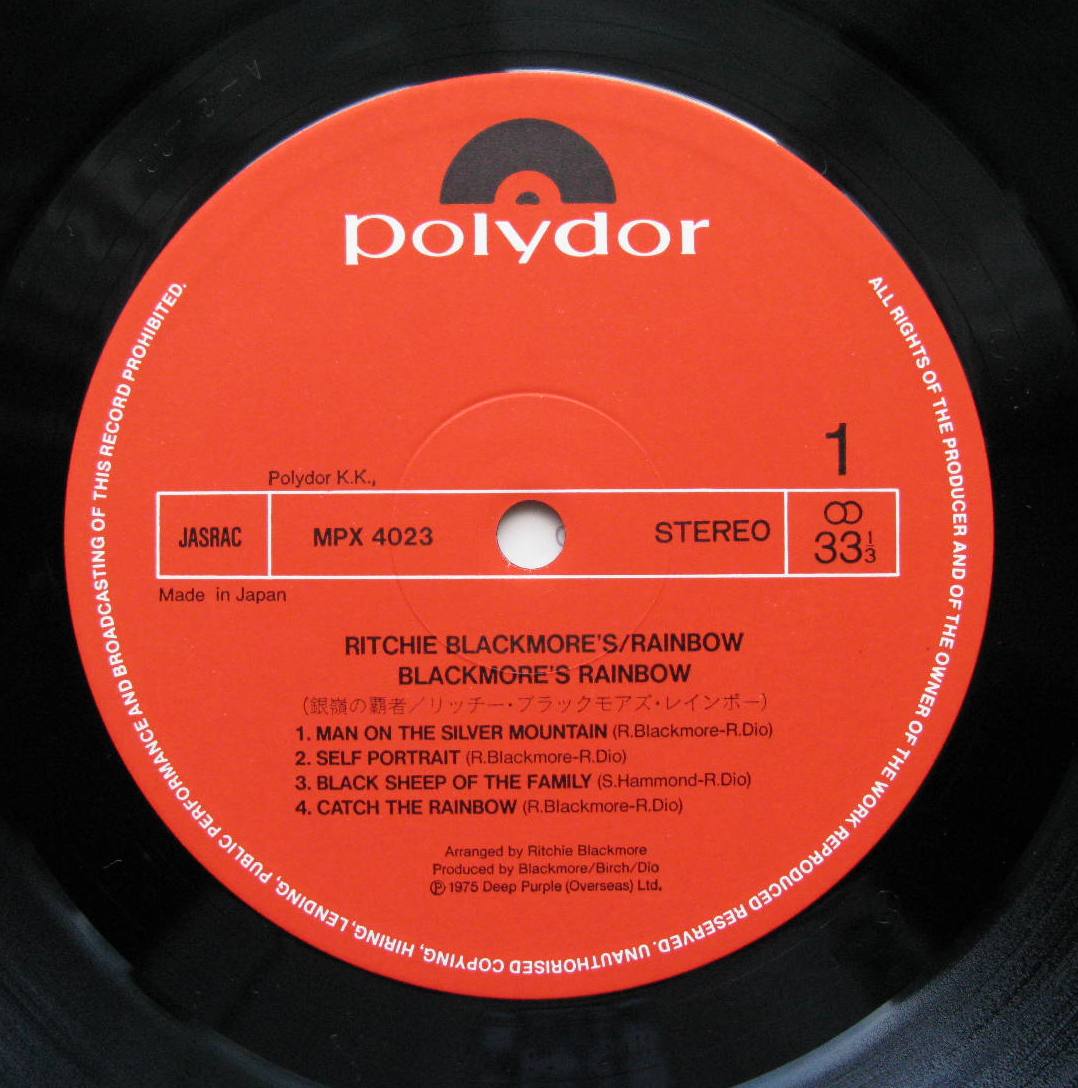 polydor
1
Polydor K.K.,
JASRAC
MPX 4023
STEREO
33 1/3
Made in Japan
RITCHIE BLACKMORE'S/RAINBOW
BLACKMORE'S RAINBOW
(銀嶺の覇者／リッチー・ブラックモアズ・レインボー)
1. MAN ON THE SILVER MOUNTAIN (R.Blackmore-R.Dio)
2. SELF PORTRAIT (R.Blackmore-R.Dio)
3. BLACK SHEEP OF THE FAMILY (S.Hammond-R.Dio)
4. CATCH THE RAINBOW (R.Blackmore-R.Dio)
Arranged by Ritchie Blackmore
Produced by Blackmore/Birch/Dio
Ⓟ 1975 Deep Purple (Overseas) Ltd.
ALL RIGHTS OF THE PRODUCER AND OF THE OWNER OF THE WORK REPRODUCED RESERVED. UNAUTHORISED COPYING, HIRING, LENDING, PUBLIC PERFORMANCE AND BROADCASTING OF THIS RECORD PROHIBITED.